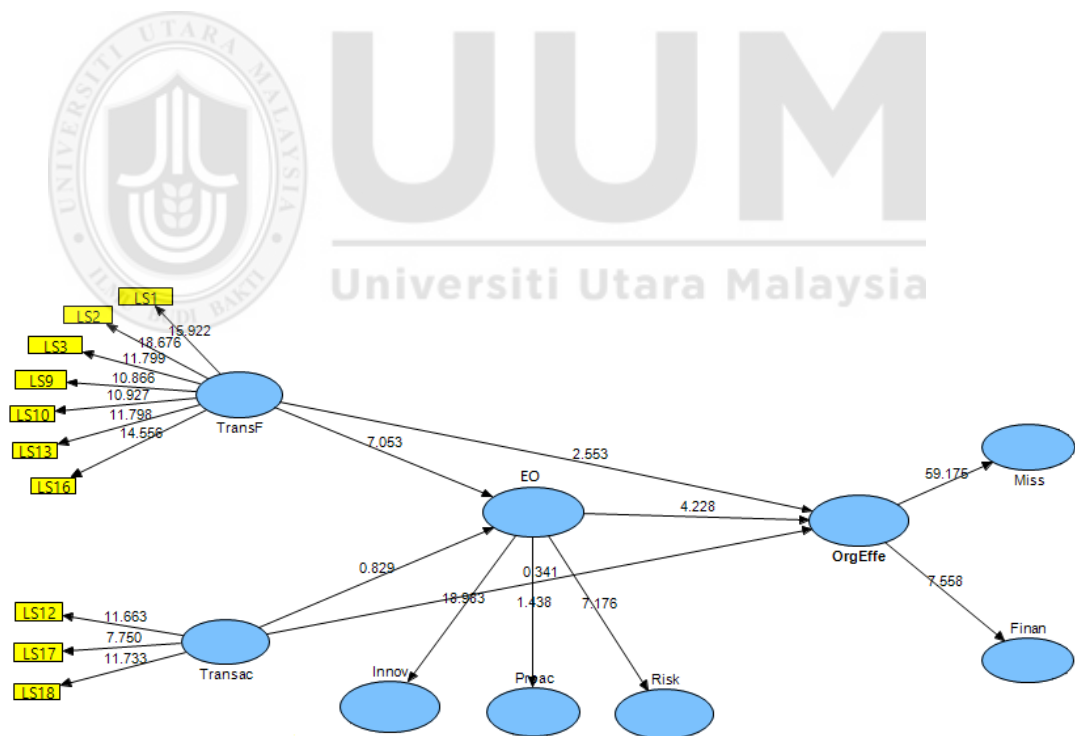 UNIVERSITI UTARA MALAYSIA
ILMU BUDI BAKTI
UUM
Universiti Utara Malaysia
LS1
LS2
LS3
LS9
LS10
LS13
LS16
15.922
18.676
11.799
10.866
10.927
11.798
14.556
TransF
7.053
2.553
EO
4.228
OrgEffe
59.175
Miss
7.558
Finan
0.829
0.341
LS12
LS17
LS18
11.663
7.750
11.733
Transac
18.983
1.438
7.176
Innov
Proac
Risk